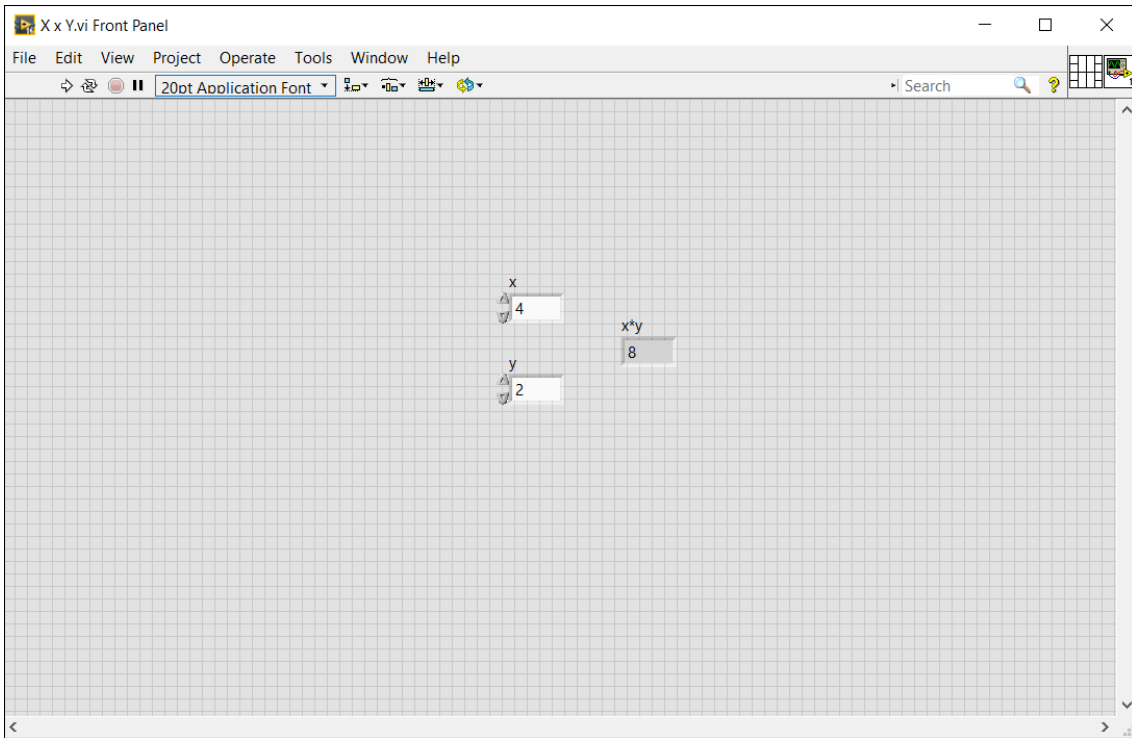 X x Y.vi Front Panel
File Edit View Project Operate Tools Window Help
20pt Application Font Search
x
4
x*y
8
y
2